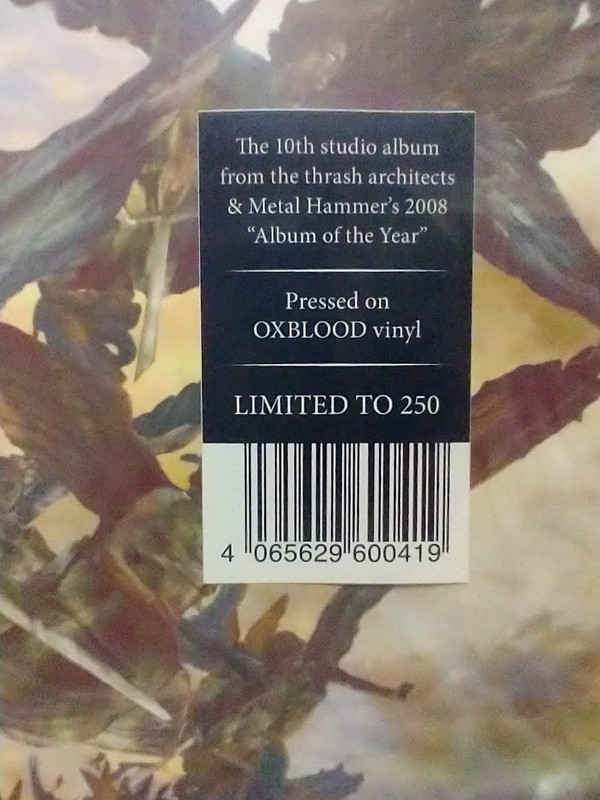 The 10th studio album
from the thrash architects
& Metal Hammer's 2008
“Album of the Year”
Pressed on
OXBLOOD vinyl
LIMITED TO 250
4 065629 600419